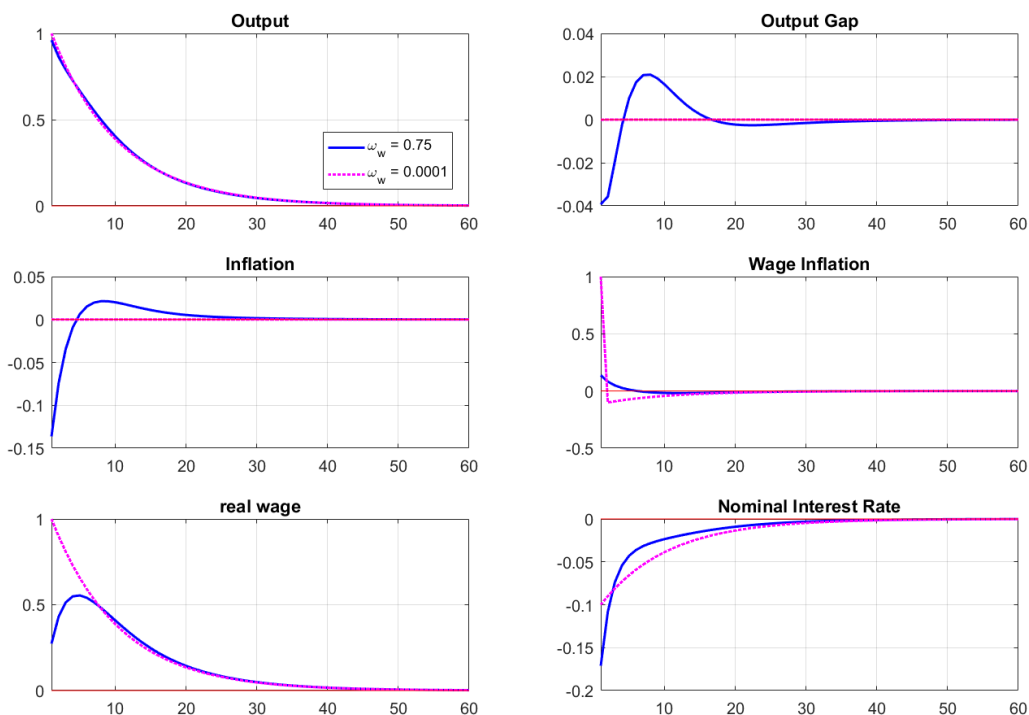 Output
1
0.5
0
ω_w = 0.75
ω_w = 0.0001
10 20 30 40 50 60
Output Gap
0.04
0.02
0
-0.02
-0.04
10 20 30 40 50 60
Inflation
0.05
0
-0.05
-0.1
-0.15
10 20 30 40 50 60
Wage Inflation
1
0.5
0
-0.5
10 20 30 40 50 60
real wage
1
0.5
0
10 20 30 40 50 60
Nominal Interest Rate
0
-0.05
-0.1
-0.15
-0.2
10 20 30 40 50 60